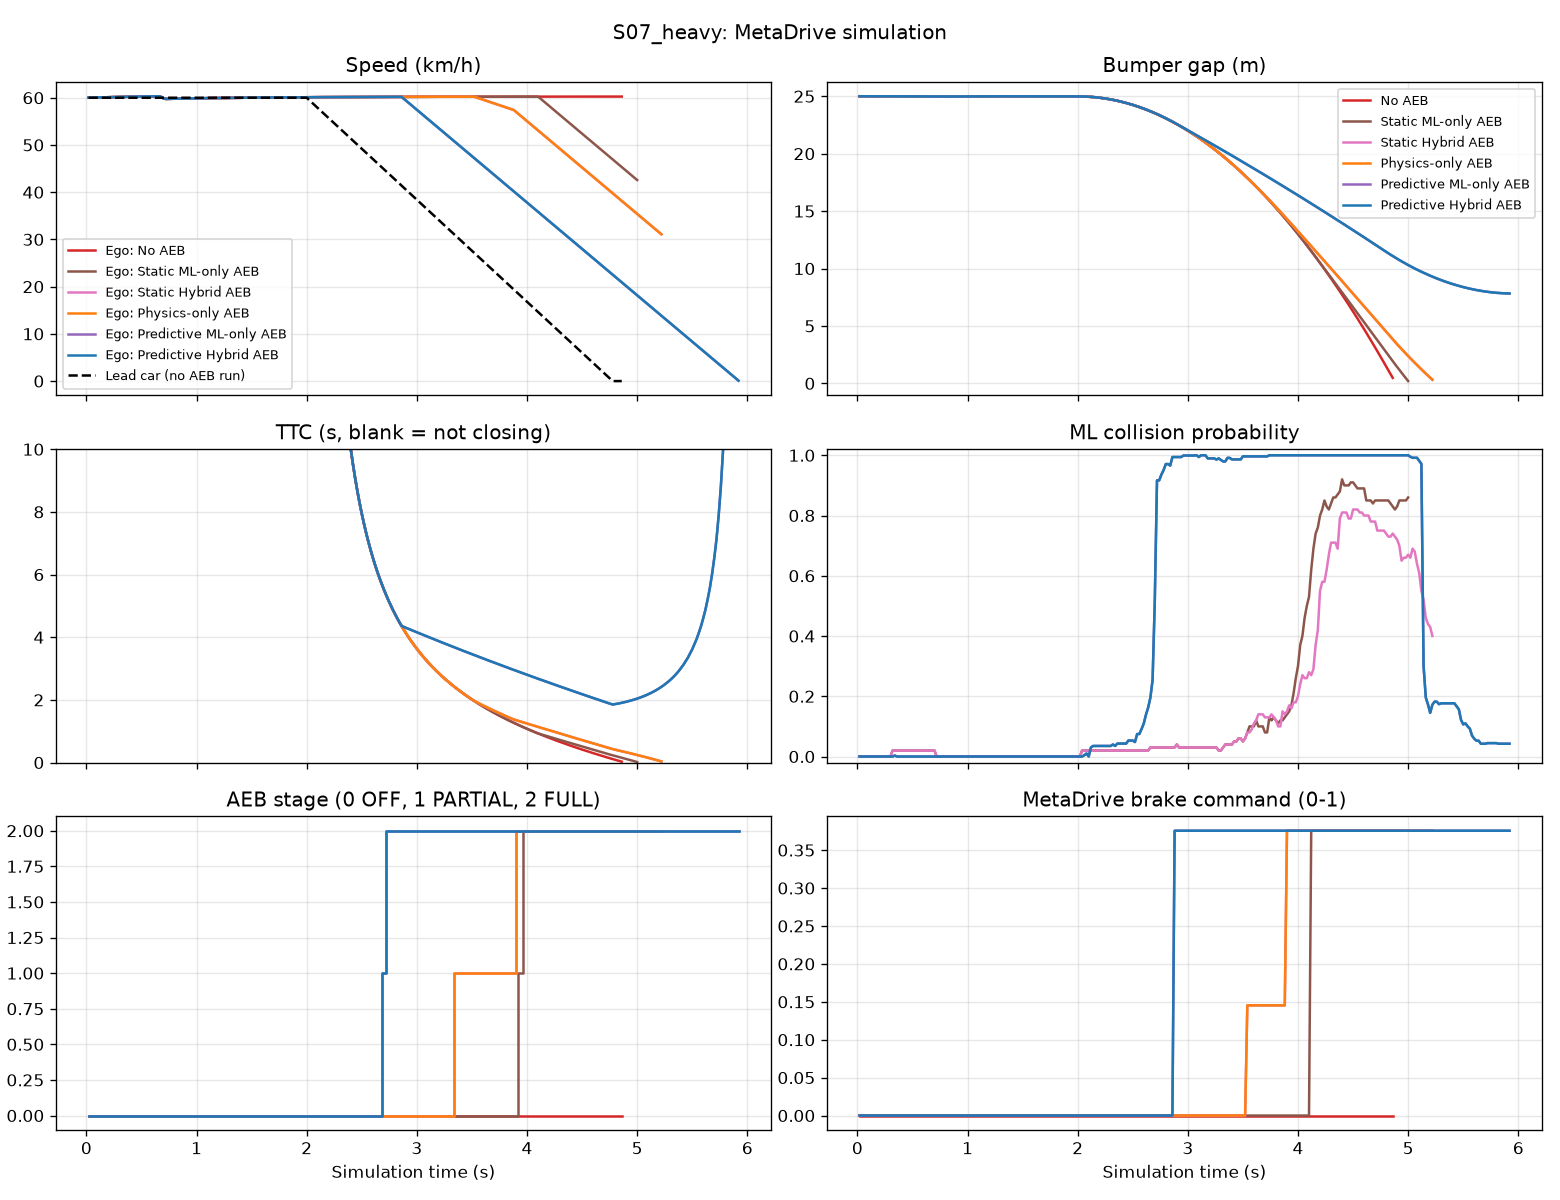 S07_heavy: MetaDrive simulation
Speed (km/h)
60
50
40
30
20
10
0
Ego: No AEB
Ego: Static ML-only AEB
Ego: Static Hybrid AEB
Ego: Physics-only AEB
Ego: Predictive ML-only AEB
Ego: Predictive Hybrid AEB
Lead car (no AEB run)
Bumper gap (m)
25
20
15
10
5
0
No AEB
Static ML-only AEB
Static Hybrid AEB
Physics-only AEB
Predictive ML-only AEB
Predictive Hybrid AEB
TTC (s, blank = not closing)
10
8
6
4
2
0
ML collision probability
1.0
0.8
0.6
0.4
0.2
0.0
AEB stage (0 OFF, 1 PARTIAL, 2 FULL)
2.00
1.75
1.50
1.25
1.00
0.75
0.50
0.25
0.00
0 1 2 3 4 5 6
Simulation time (s)
MetaDrive brake command (0-1)
0.35
0.30
0.25
0.20
0.15
0.10
0.05
0.00
0 1 2 3 4 5 6
Simulation time (s)